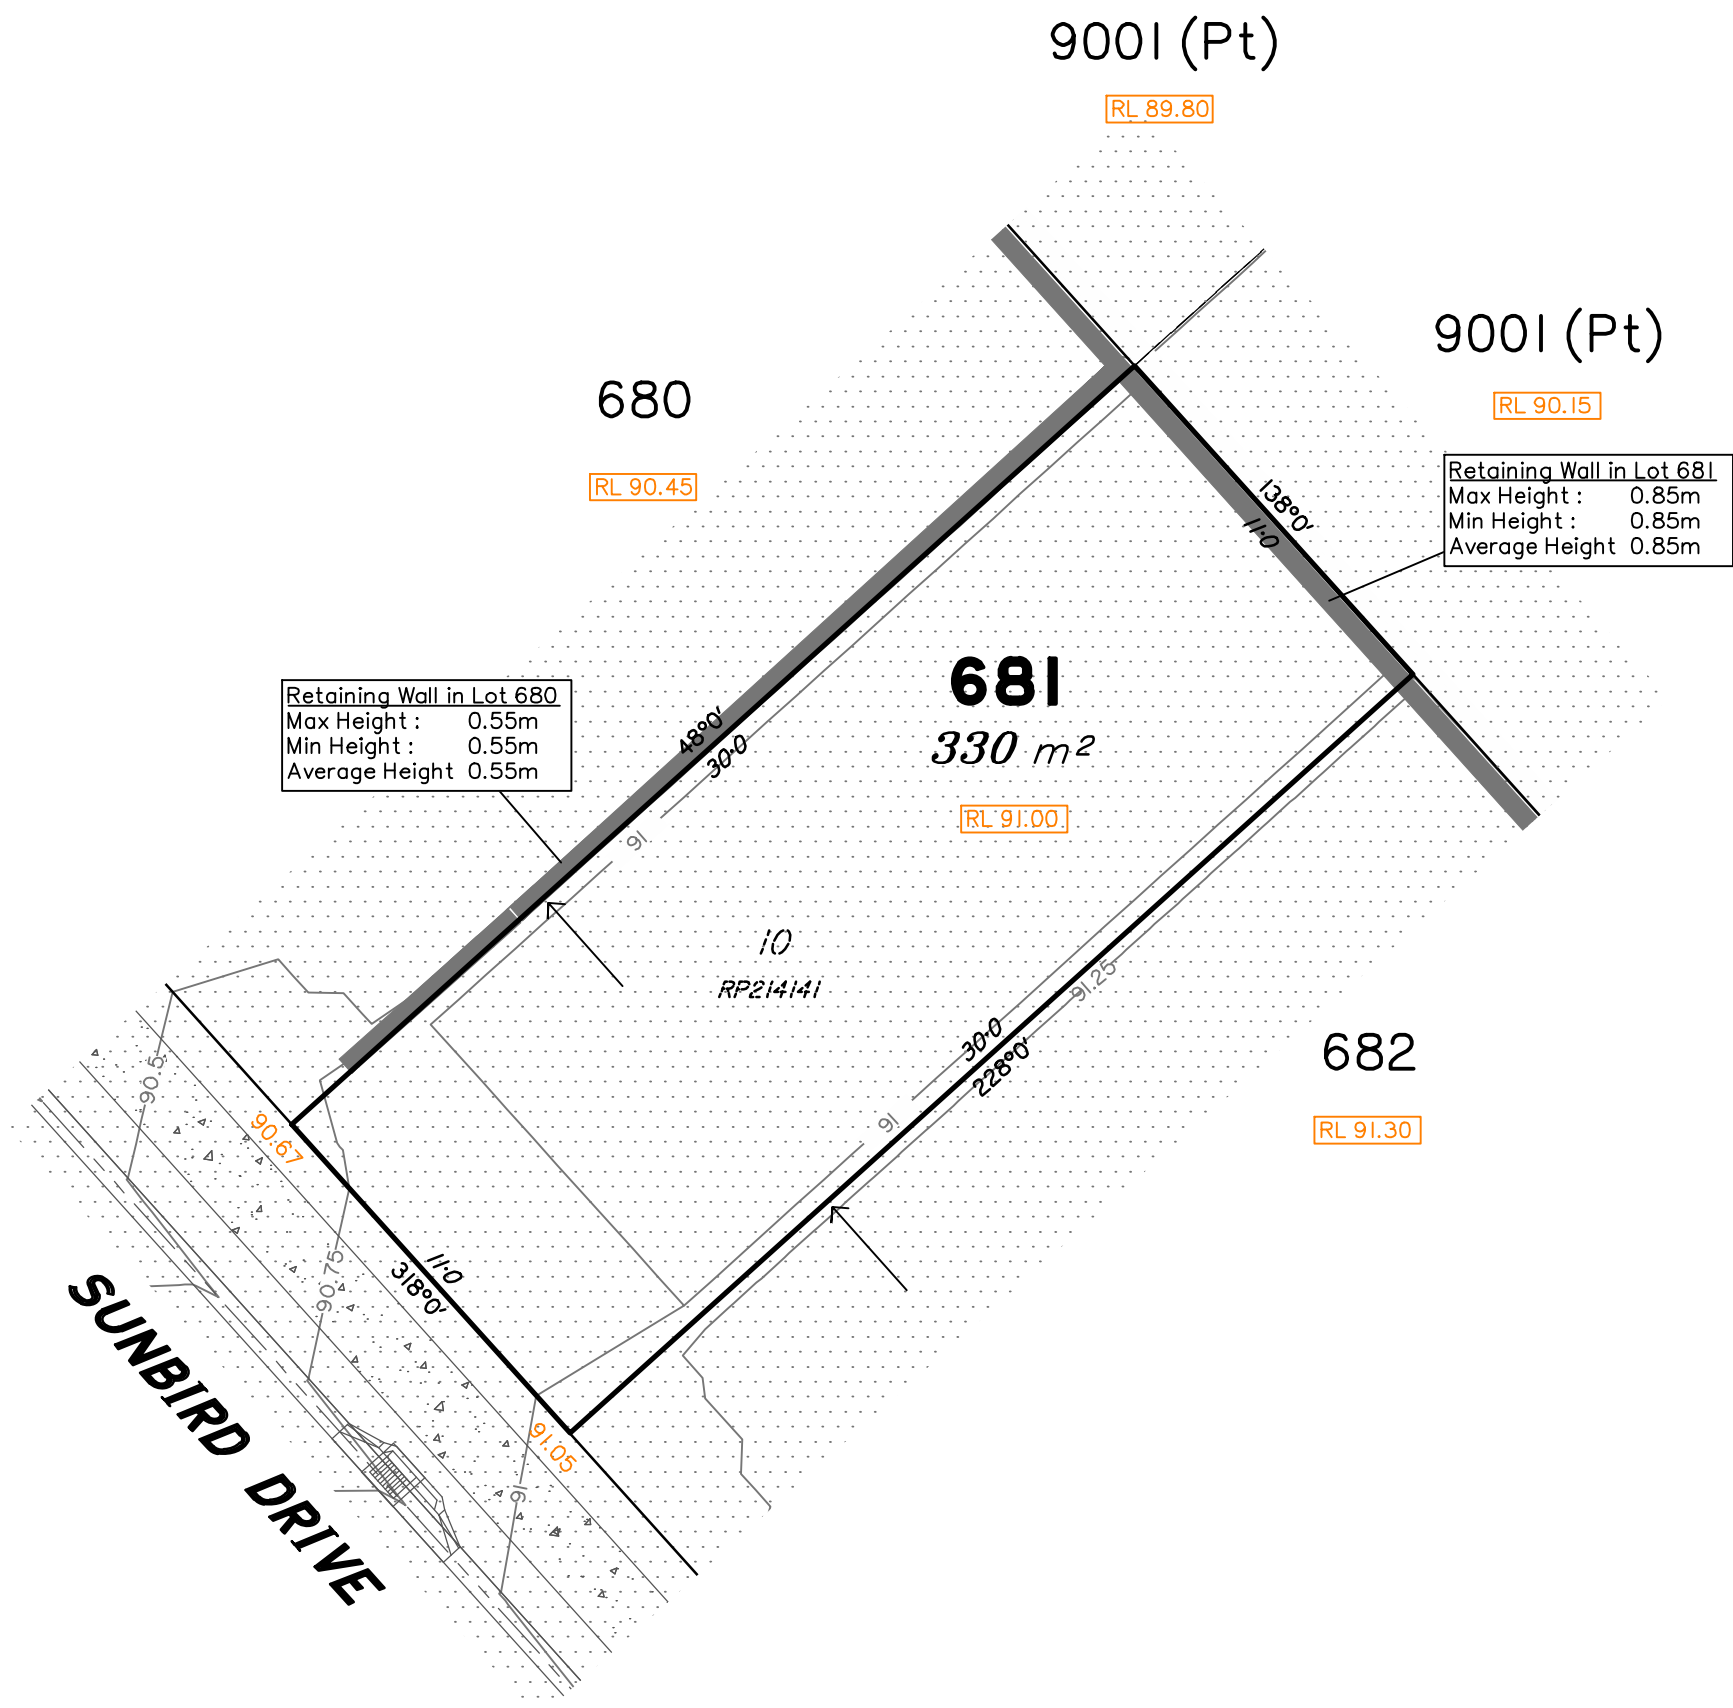 9001 (Pt)
RL 89.80
9001 (Pt)
RL 90.15
680
RL 90.45
Retaining Wall in Lot 681
Max Height : 0.85m
Min Height : 0.85m
Average Height 0.85m
138°0'
11·0
681
330 m²
RL 91.00
Retaining Wall in Lot 680
Max Height : 0.55m
Min Height : 0.55m
Average Height 0.55m
48°0'
30·0
91
10
RP214141
91.25
30·0
228°0'
91
682
RL 91.30
90.5
90.67
90.75
11·0
318°0'
91.05
91
SUNBIRD DRIVE